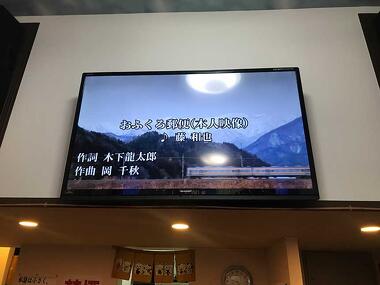 おふくろ郵便(本人映像)
♪ 藤 和也
作詞 木下龍太郎
作曲 岡 千秋
SHARP